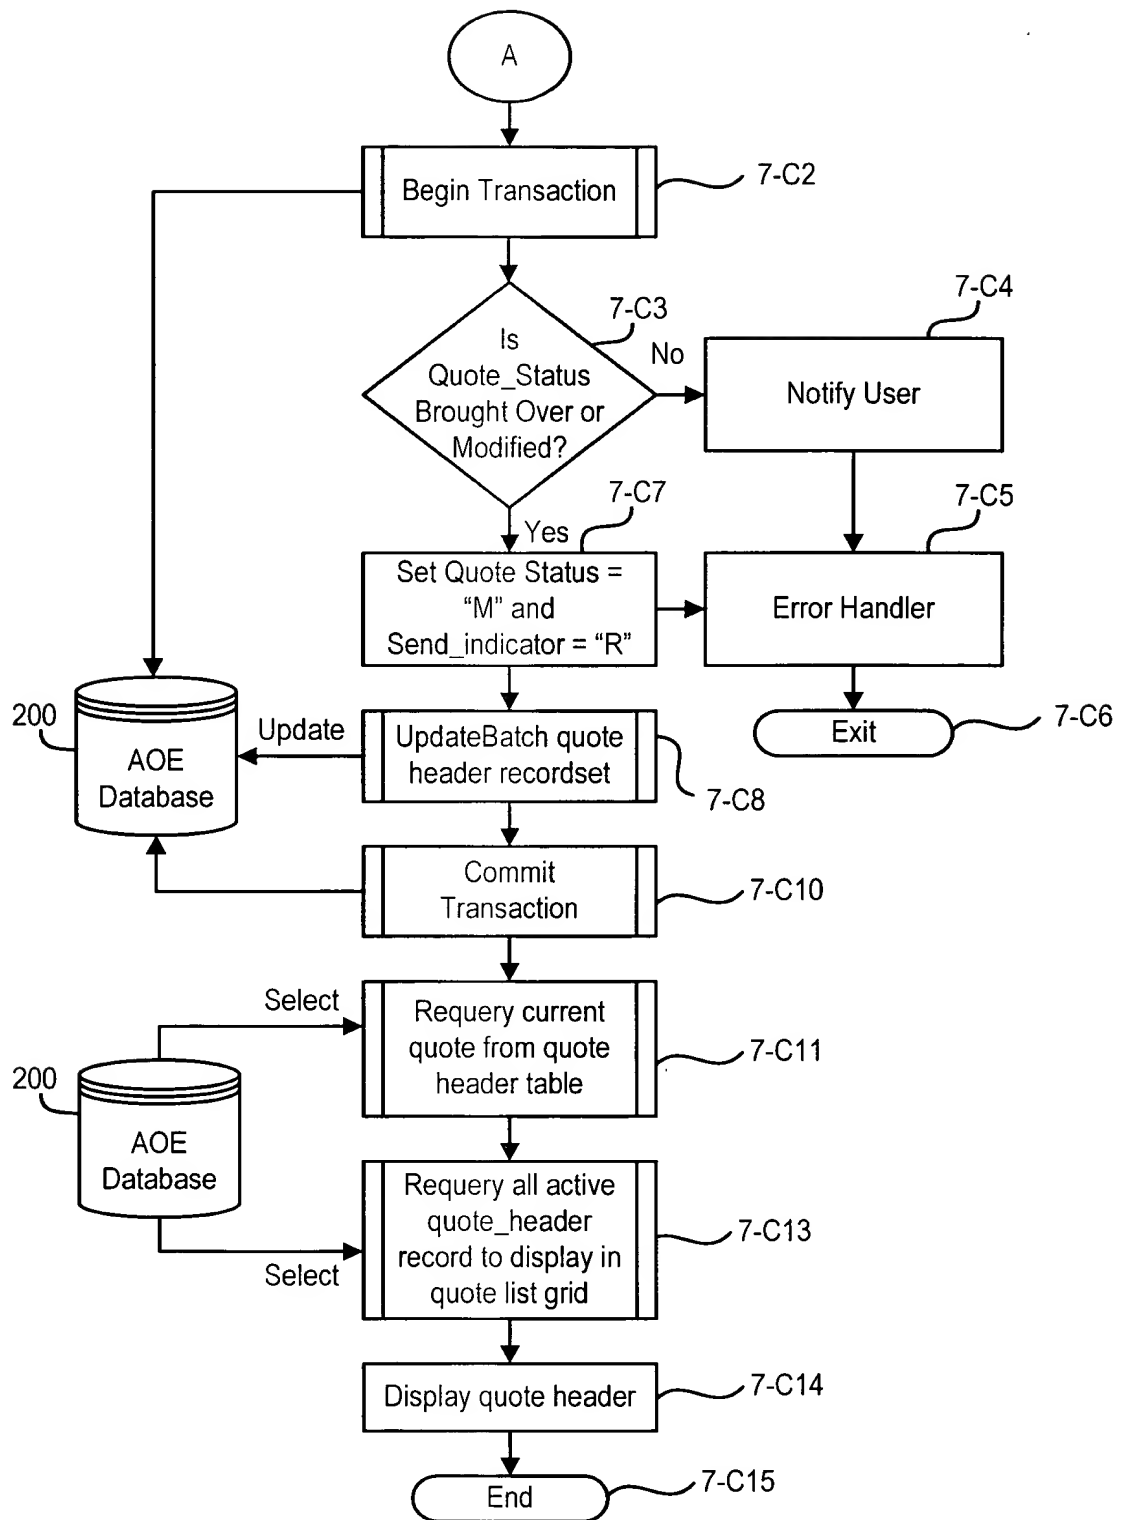 A
Begin Transaction
7-C2
Is
Quote_Status
Brought Over or
Modified?
7-C3
No
7-C4
Notify User
Yes
7-C7
Set Quote Status =
“M” and
Send_indicator = “R”
7-C5
Error Handler
Exit
7-C6
200
AOE
Database
Update
UpdateBatch quote
header recordset
7-C8
Commit
Transaction
7-C10
Select
Requery current
quote from quote
header table
7-C11
200
AOE
Database
Select
Requery all active
quote_header
record to display in
quote list grid
7-C13
Display quote header
7-C14
End
7-C15